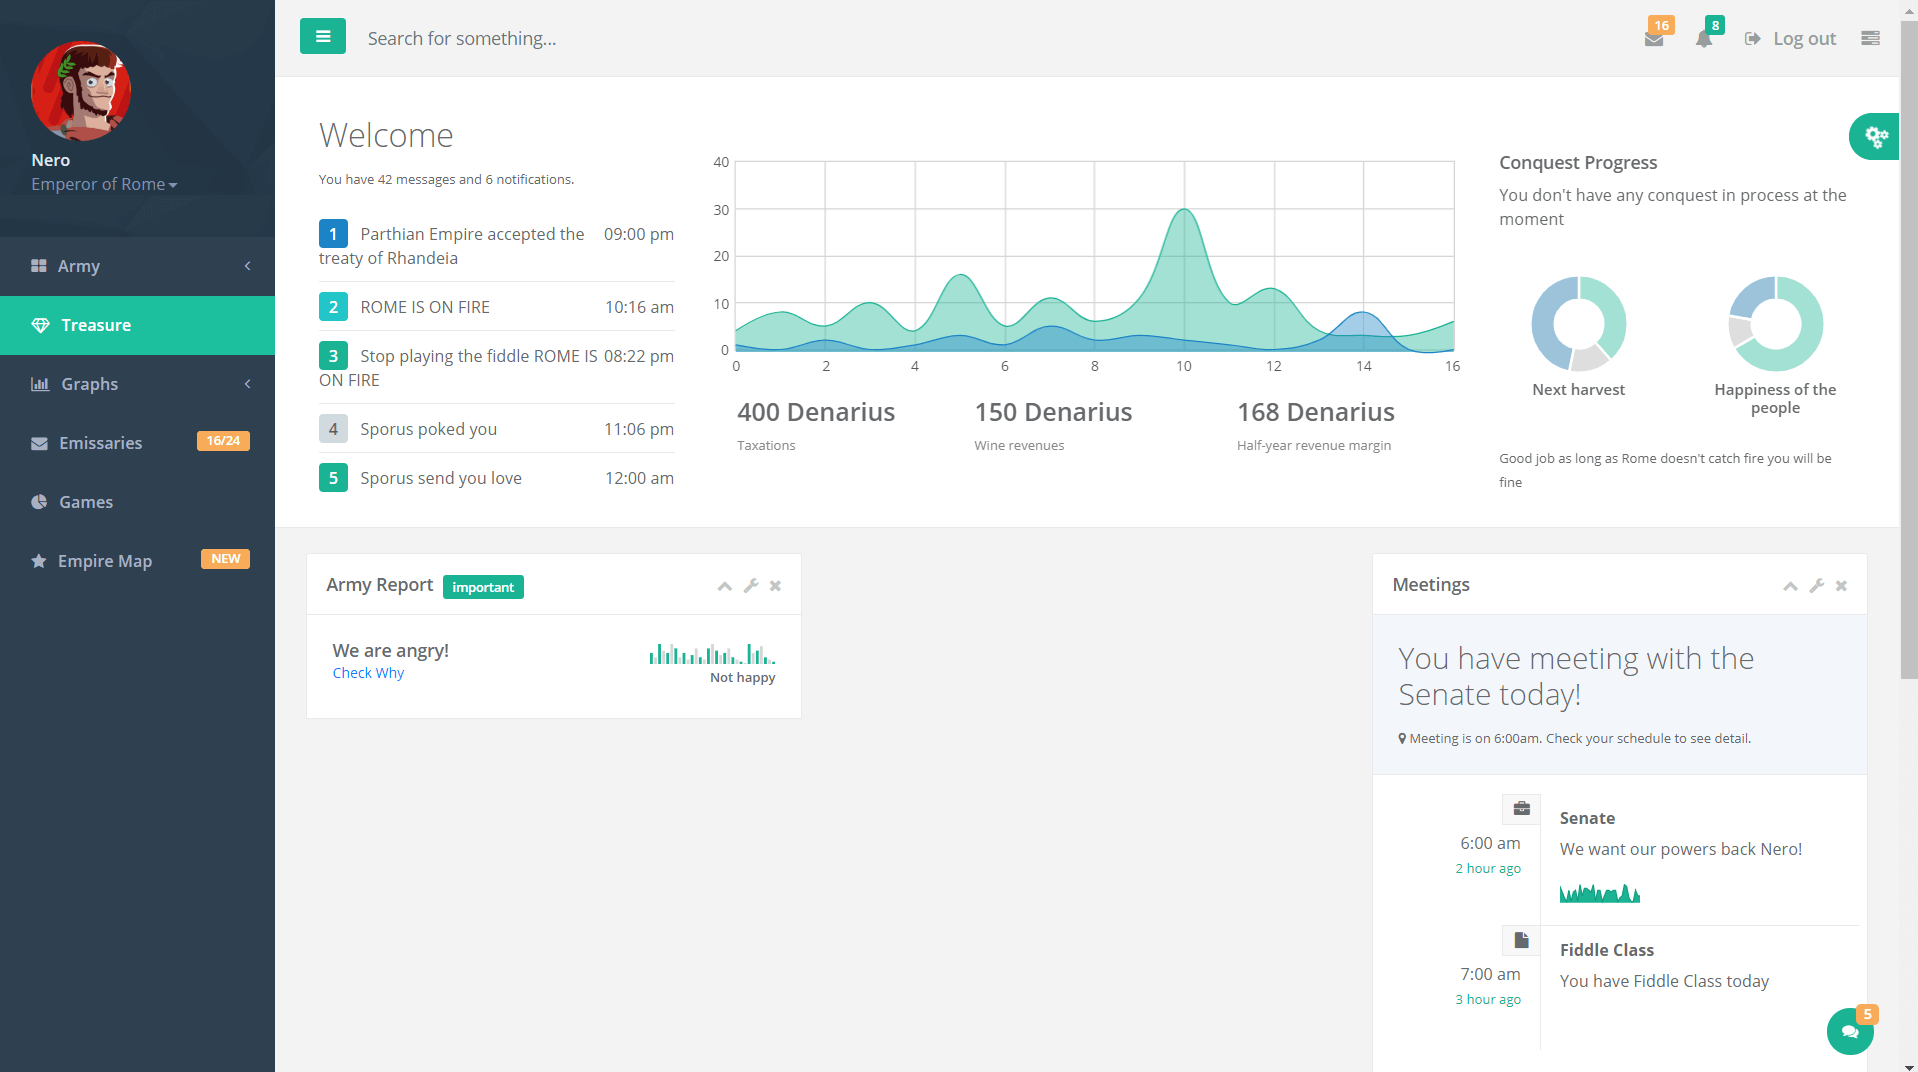 Nero
Emperor of Rome
Army
Treasure
Graphs
Emissaries 16/24
Games
Empire Map NEW
Search for something...
16
8
Log out
Welcome
You have 42 messages and 6 notifications.
1 Parthian Empire accepted the 09:00 pm
treaty of Rhandeia
2 ROME IS ON FIRE 10:16 am
3 Stop playing the fiddle ROME IS 08:22 pm
ON FIRE
4 Sporus poked you 11:06 pm
5 Sporus send you love 12:00 am
40
30
20
10
0
0 2 4 6 8 10 12 14 16
400 Denarius
Taxations
150 Denarius
Wine revenues
168 Denarius
Half-year revenue margin
Conquest Progress
You don't have any conquest in process at the
moment
Next harvest
Happiness of the
people
Good job as long as Rome doesn't catch fire you will be
fine
Army Report important
We are angry!
Check Why
Not happy
Meetings
You have meeting with the
Senate today!
Meeting is on 6:00am. Check your schedule to see detail.
6:00 am
2 hour ago
Senate
We want our powers back Nero!
7:00 am
3 hour ago
Fiddle Class
You have Fiddle Class today
5